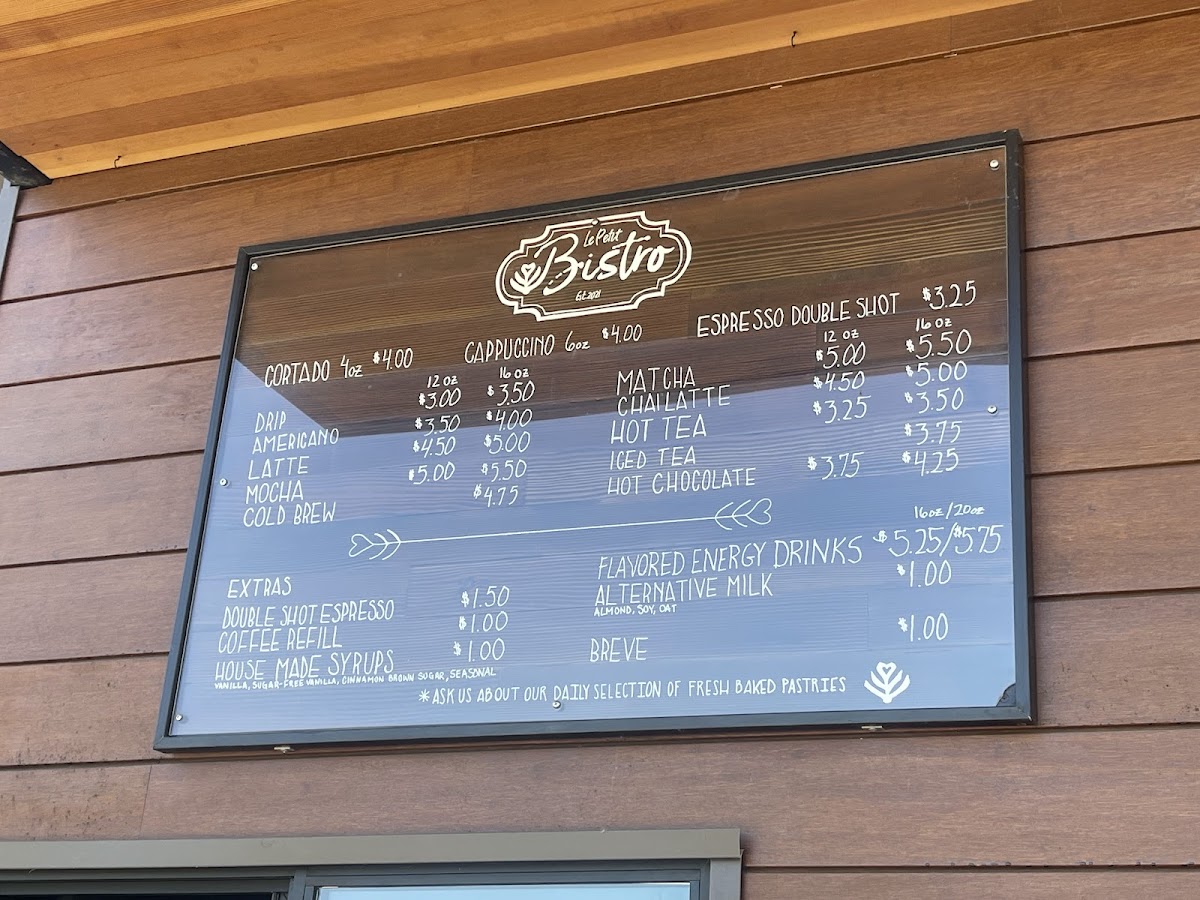 Le Petit
Bistro
Est. 2021
CORTADO 4oz $4.00 CAPPUCCINO 6oz $4.00 ESPRESSO DOUBLE SHOT $3.25
12 OZ 16 OZ
DRIP $3.00 $3.50
AMERICANO $3.50 $4.00
LATTE $4.50 $5.00
MOCHA $5.00 $5.50
COLD BREW $4.75
12 OZ 16 OZ
MATCHA $5.00 $5.50
CHAI LATTE $4.50 $5.00
HOT TEA $3.25 $3.50
ICED TEA $3.75
HOT CHOCOLATE $3.75 $4.25
EXTRAS
DOUBLE SHOT ESPRESSO $1.50
COFFEE REFILL $1.00
HOUSE MADE SYRUPS $1.00
VANILLA, SUGAR-FREE VANILLA, CINNAMON BROWN SUGAR, SEASONAL
16oz/20oz
FLAVORED ENERGY DRINKS $5.25/$5.75
ALTERNATIVE MILK $1.00
ALMOND, SOY, OAT
BREVE $1.00
*ASK US ABOUT OUR DAILY SELECTION OF FRESH BAKED PASTRIES